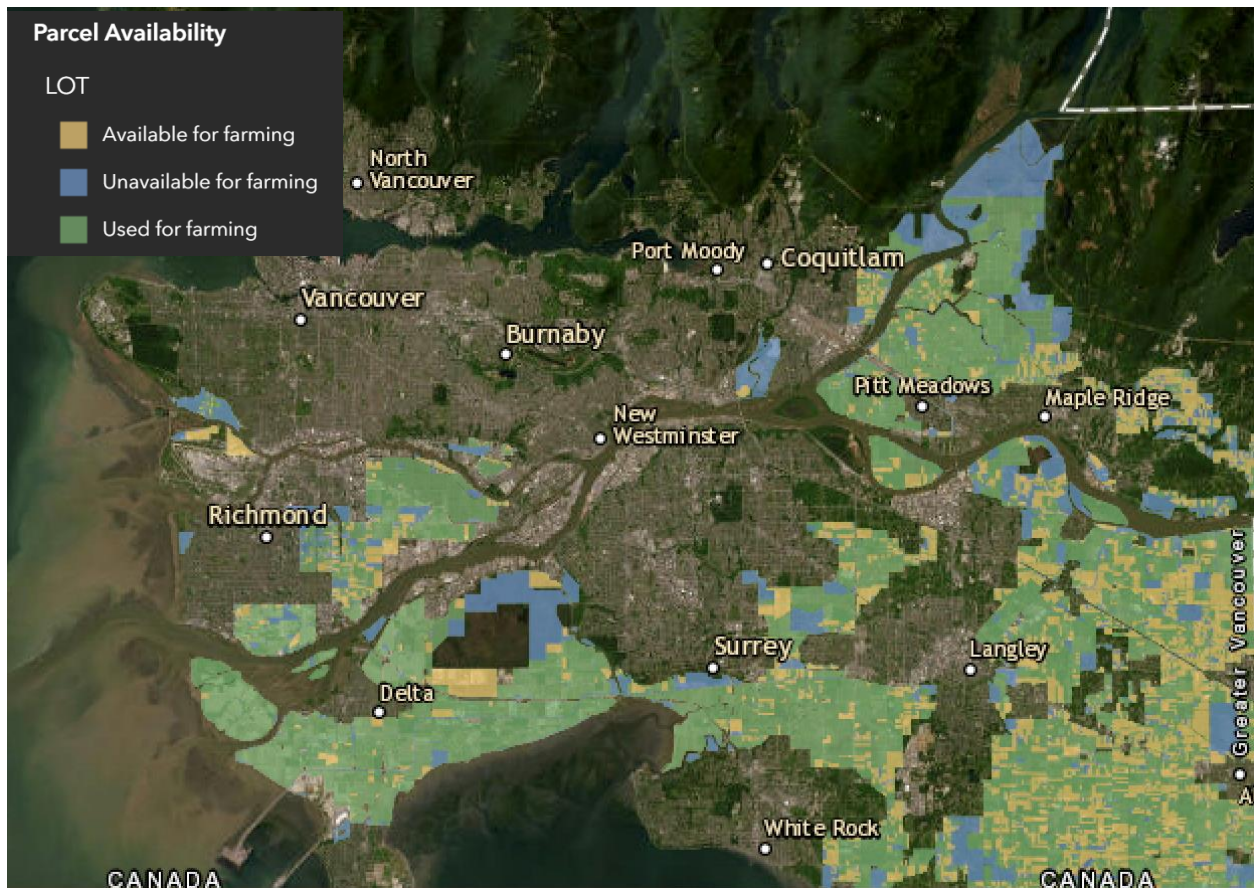 Parcel Availability
LOT
Available for farming
Unavailable for farming
Used for farming
North
Vancouver
Port Moody
Coquitlam
Vancouver
Burnaby
Pitt Meadows
Maple Ridge
New
Westminster
Richmond
Greater Vancouver
Surrey
Langley
Delta
A
White Rock
CANADA
CANADA